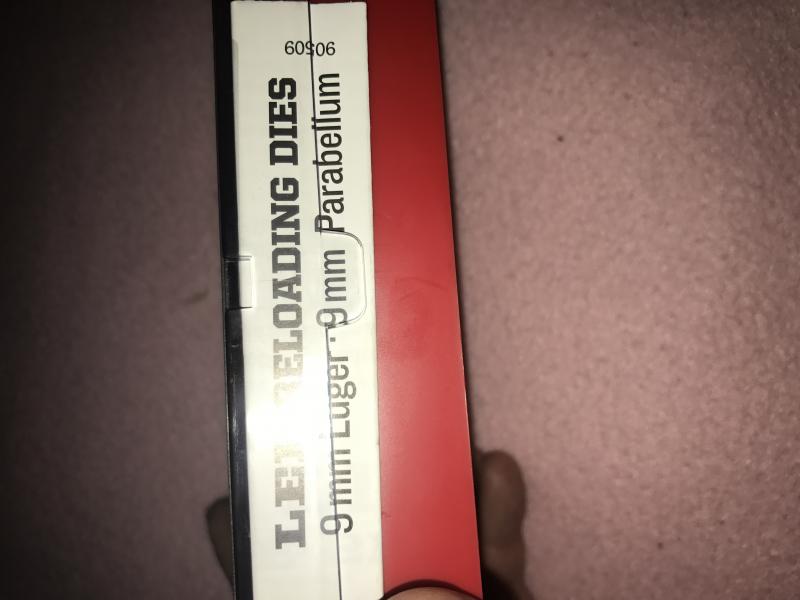 LEE RELOADING DIES
9 mm Luger · 9 mm Parabellum
90509